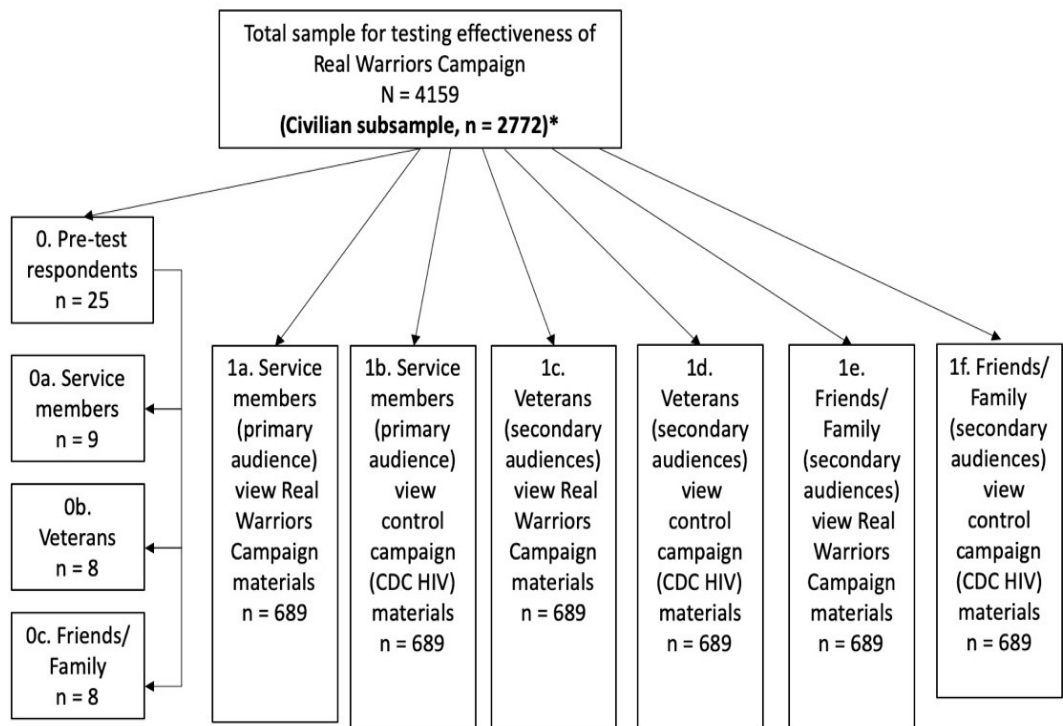 Total sample for testing effectiveness of
Real Warriors Campaign
N = 4159
(Civilian subsample, n = 2772)*
0. Pre-test
respondents
n = 25
0a. Service
members
n = 9
0b.
Veterans
n = 8
0c. Friends/
Family
n = 8
1a. Service
members
(primary
audience)
view Real
Warriors
Campaign
materials
n = 689
1b. Service
members
(primary
audience)
view
control
campaign
(CDC HIV)
materials
n = 689
1c.
Veterans
(secondary
audiences)
view Real
Warriors
Campaign
materials
n = 689
1d.
Veterans
(secondary
audiences)
view
control
campaign
(CDC HIV)
materials
n = 689
1e.
Friends/
Family
(secondary
audiences)
view Real
Warriors
Campaign
materials
n = 689
1f. Friends/
Family
(secondary
audiences)
view
control
campaign
(CDC HIV)
materials
n = 689